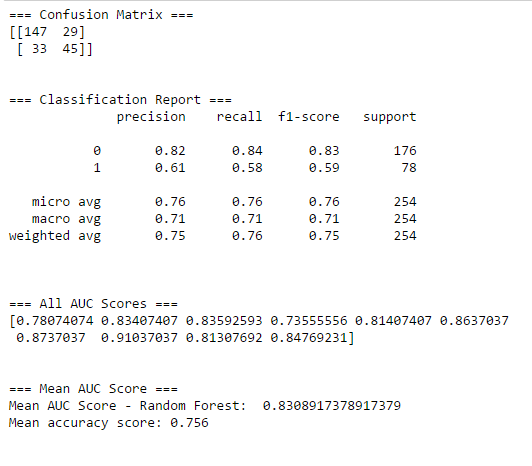 === Confusion Matrix ===
[[147  29]
 [ 33  45]]
=== Classification Report ===
              precision    recall  f1-score   support
           0       0.82      0.84      0.83       176
           1       0.61      0.58      0.59        78
   micro avg       0.76      0.76      0.76       254
   macro avg       0.71      0.71      0.71       254
weighted avg       0.75      0.76      0.75       254
=== All AUC Scores ===
[0.78074074 0.83407407 0.83592593 0.73555556 0.81407407 0.8637037
 0.8737037  0.91037037 0.81307692 0.84769231]
=== Mean AUC Score ===
Mean AUC Score - Random Forest:  0.8308917378917379
Mean accuracy score: 0.756